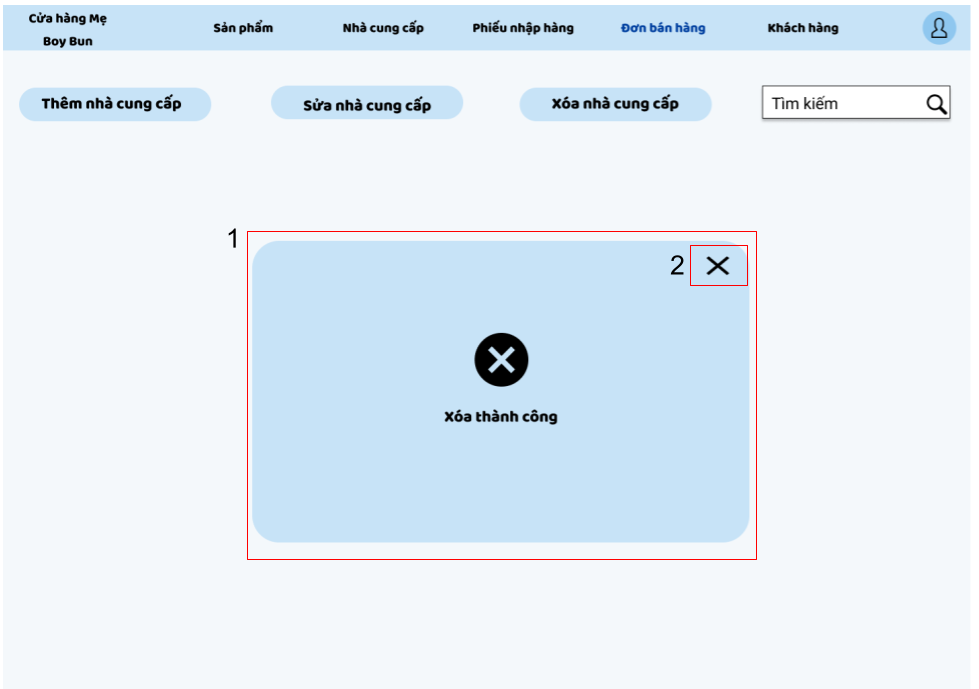 Cửa hàng Mẹ
Boy Bun
Sản phẩm
Nhà cung cấp
Phiếu nhập hàng
Đơn bán hàng
Khách hàng
Thêm nhà cung cấp
Sửa nhà cung cấp
Xóa nhà cung cấp
Tìm kiếm
1
2
Xóa thành công